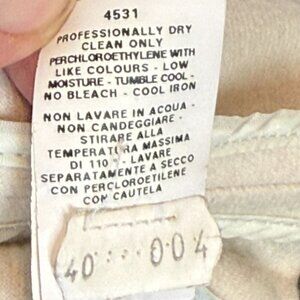 4531
PROFESSIONALLY DRY
CLEAN ONLY
PERCHLOROETHYLENE WITH
LIKE COLOURS - LOW
MOISTURE - TUMBLE COOL -
NO BLEACH - COOL IRON
NON LAVARE IN ACQUA -
NON CANDEGGIARE -
STIRARE ALLA
TEMPERATURA MASSIMA
DI 110° - LAVARE
SEPARATAMENTE A SECCO
CON PERCLOROETILENE
CON CAUTELA
40 004